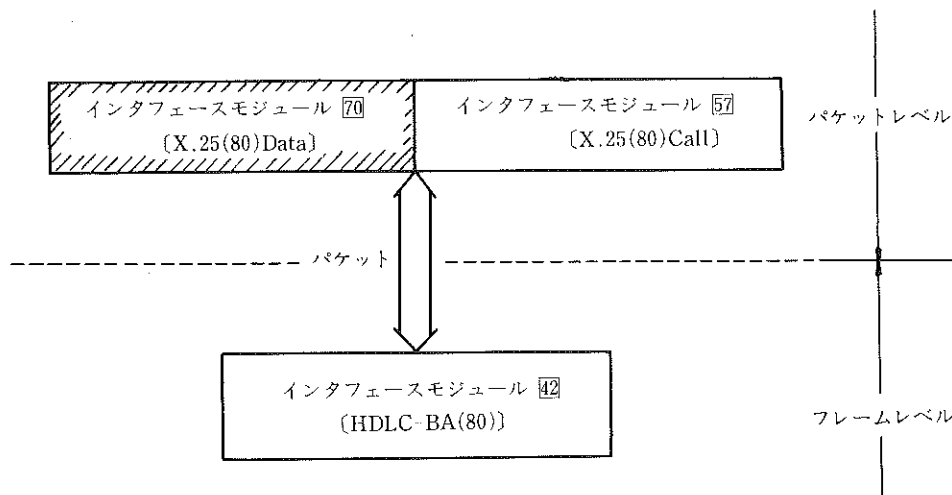 インタフェースモジュール 70
〔X.25(80)Data〕
インタフェースモジュール 57
〔X.25(80)Call〕
パケットレベル
パケット
インタフェースモジュール 42
〔HDLC-BA(80)〕
フレームレベル